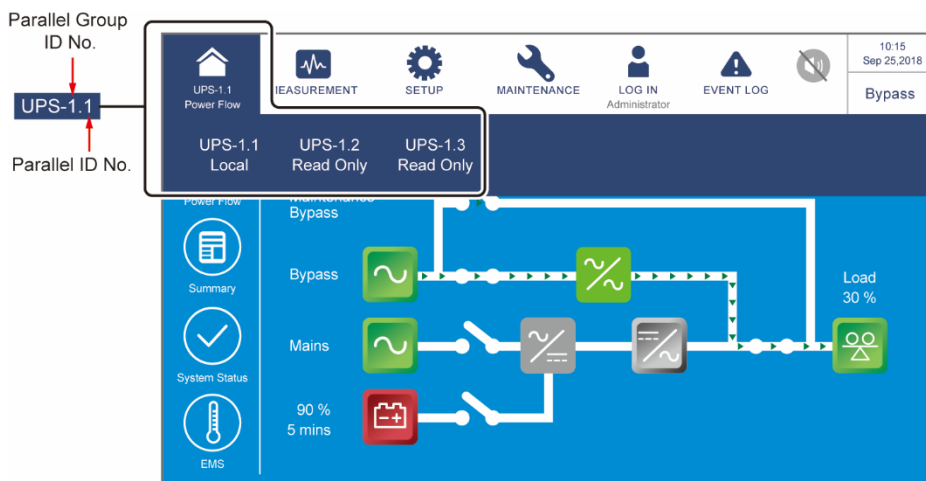 Parallel Group
ID No.
UPS-1.1
Parallel ID No.
UPS-1.1
Power Flow
MEASUREMENT
SETUP
MAINTENANCE
LOG IN
Administrator
EVENT LOG
10:15
Sep 25,2018
Bypass
UPS-1.1
Local
UPS-1.2
Read Only
UPS-1.3
Read Only
Power Flow
Summary
System Status
EMS
Maintenance
Bypass
Bypass
Mains
90 %
5 mins
Load
30 %